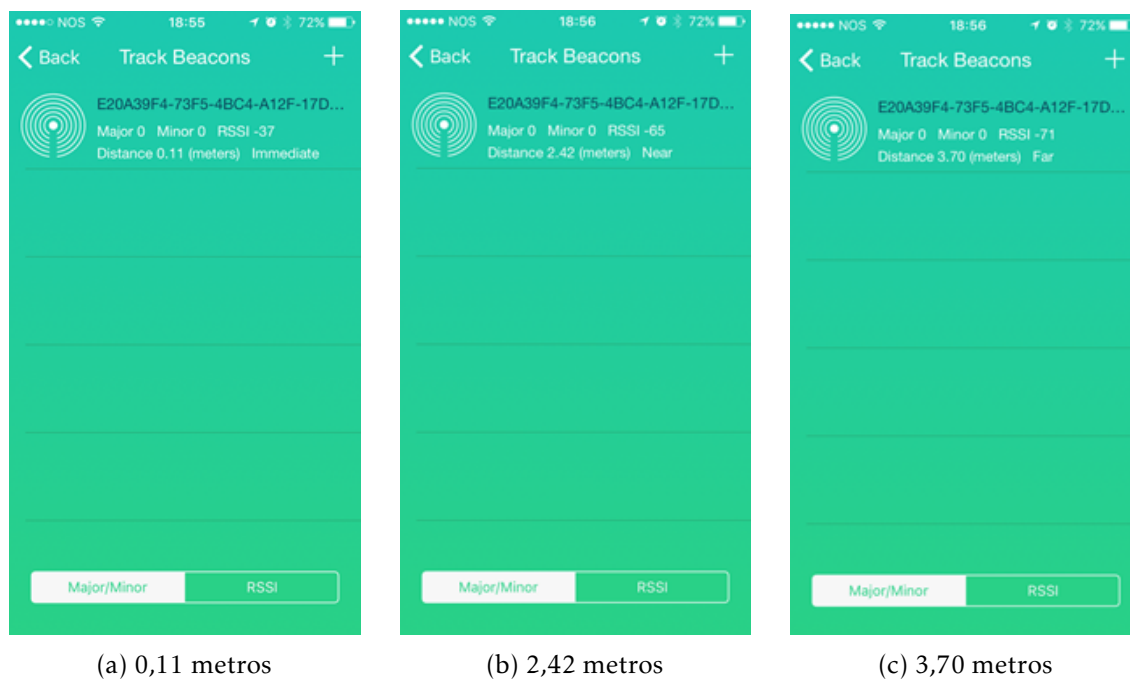 NOS 18:55 72%
Back Track Beacons +
E20A39F4-73F5-4BC4-A12F-17D...
Major 0 Minor 0 RSSI -37
Distance 0.11 (meters) Immediate
Major/Minor RSSI
(a) 0,11 metros
NOS 18:56 72%
Back Track Beacons +
E20A39F4-73F5-4BC4-A12F-17D...
Major 0 Minor 0 RSSI -65
Distance 2.42 (meters) Near
Major/Minor RSSI
(b) 2,42 metros
NOS 18:56 72%
Back Track Beacons +
E20A39F4-73F5-4BC4-A12F-17D...
Major 0 Minor 0 RSSI -71
Distance 3.70 (meters) Far
Major/Minor RSSI
(c) 3,70 metros